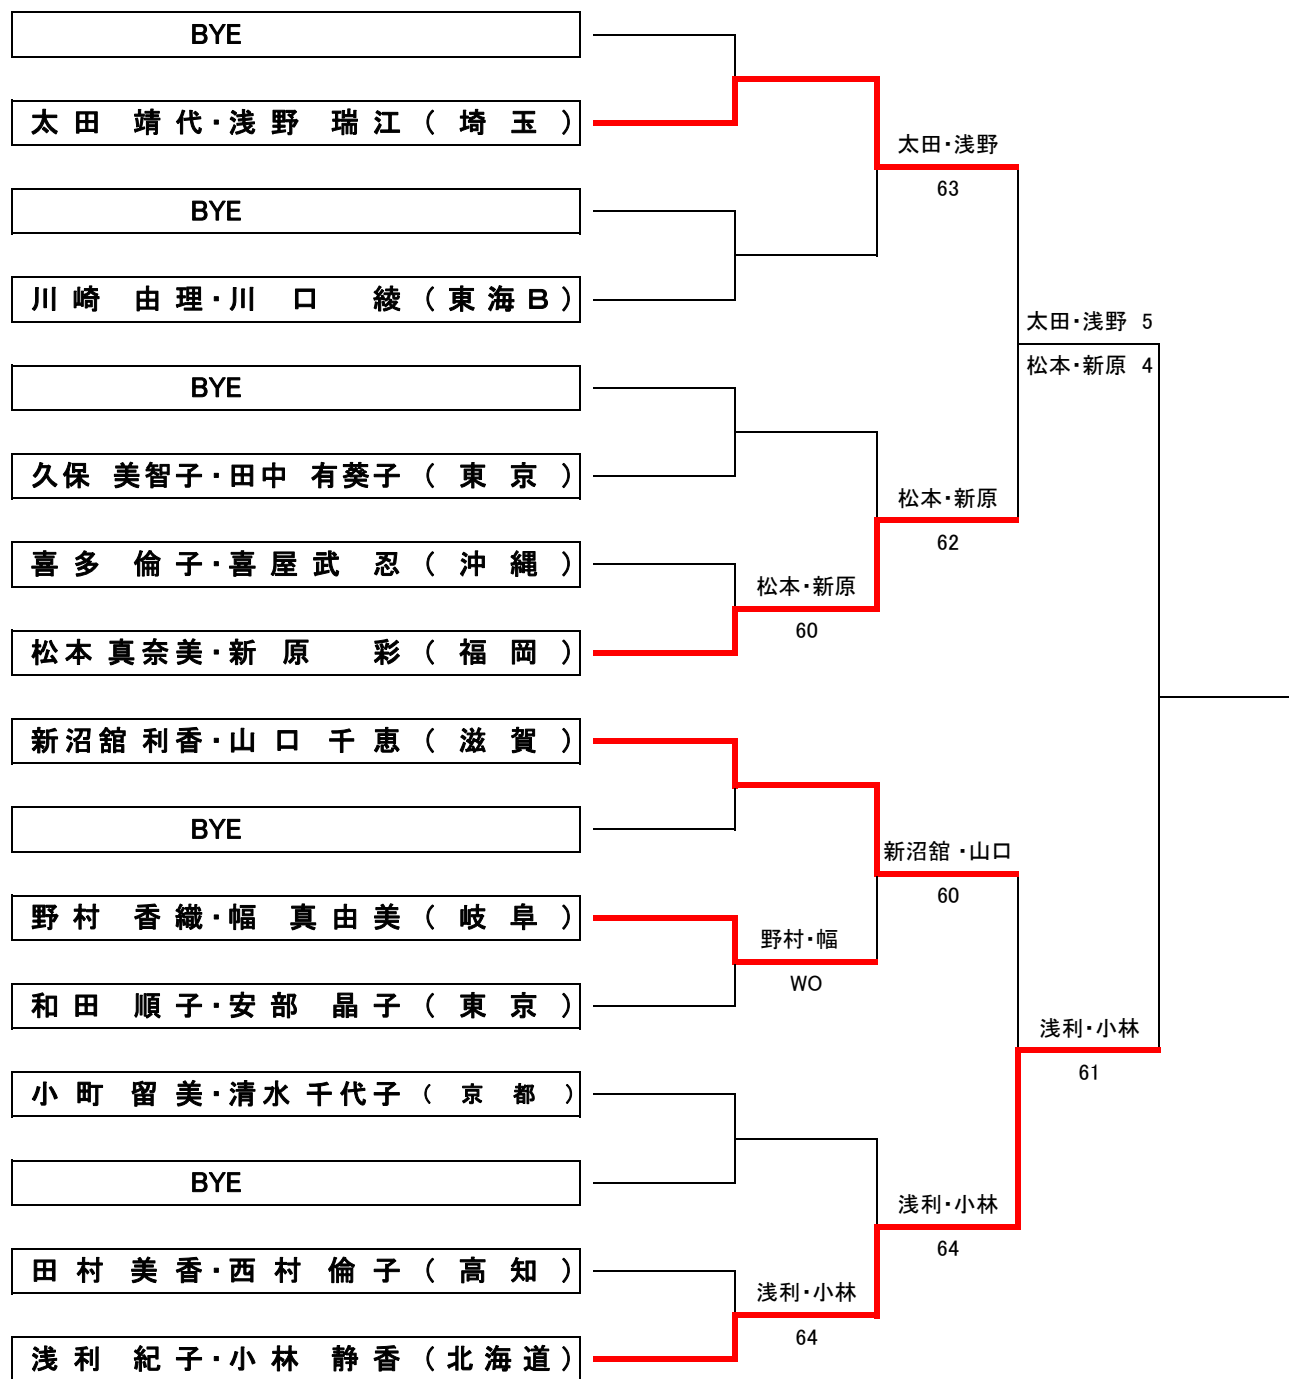 BYE
太田 靖代・浅野 瑞江 ( 埼玉 )
太田・浅野
63
BYE
川崎 由理・川口 綾 ( 東海B )
太田・浅野 5
松本・新原 4
BYE
久保 美智子・田中 有葵子 ( 東京 )
松本・新原
62
喜多 倫子・喜屋武 忍 ( 沖縄 )
松本・新原
60
松本 真奈美・新原 彩 ( 福岡 )
新沼舘 利香・山口 千恵 ( 滋賀 )
BYE
新沼舘 ・山口
60
野村 香織・幅 真由美 ( 岐阜 )
野村・幅
WO
和田 順子・安部 晶子 ( 東京 )
浅利・小林
61
小町 留美・清水 千代子 ( 京都 )
BYE
浅利・小林
64
田村 美香・西村 倫子 ( 高知 )
浅利・小林
64
浅利 紀子・小林 静香 ( 北海道 )